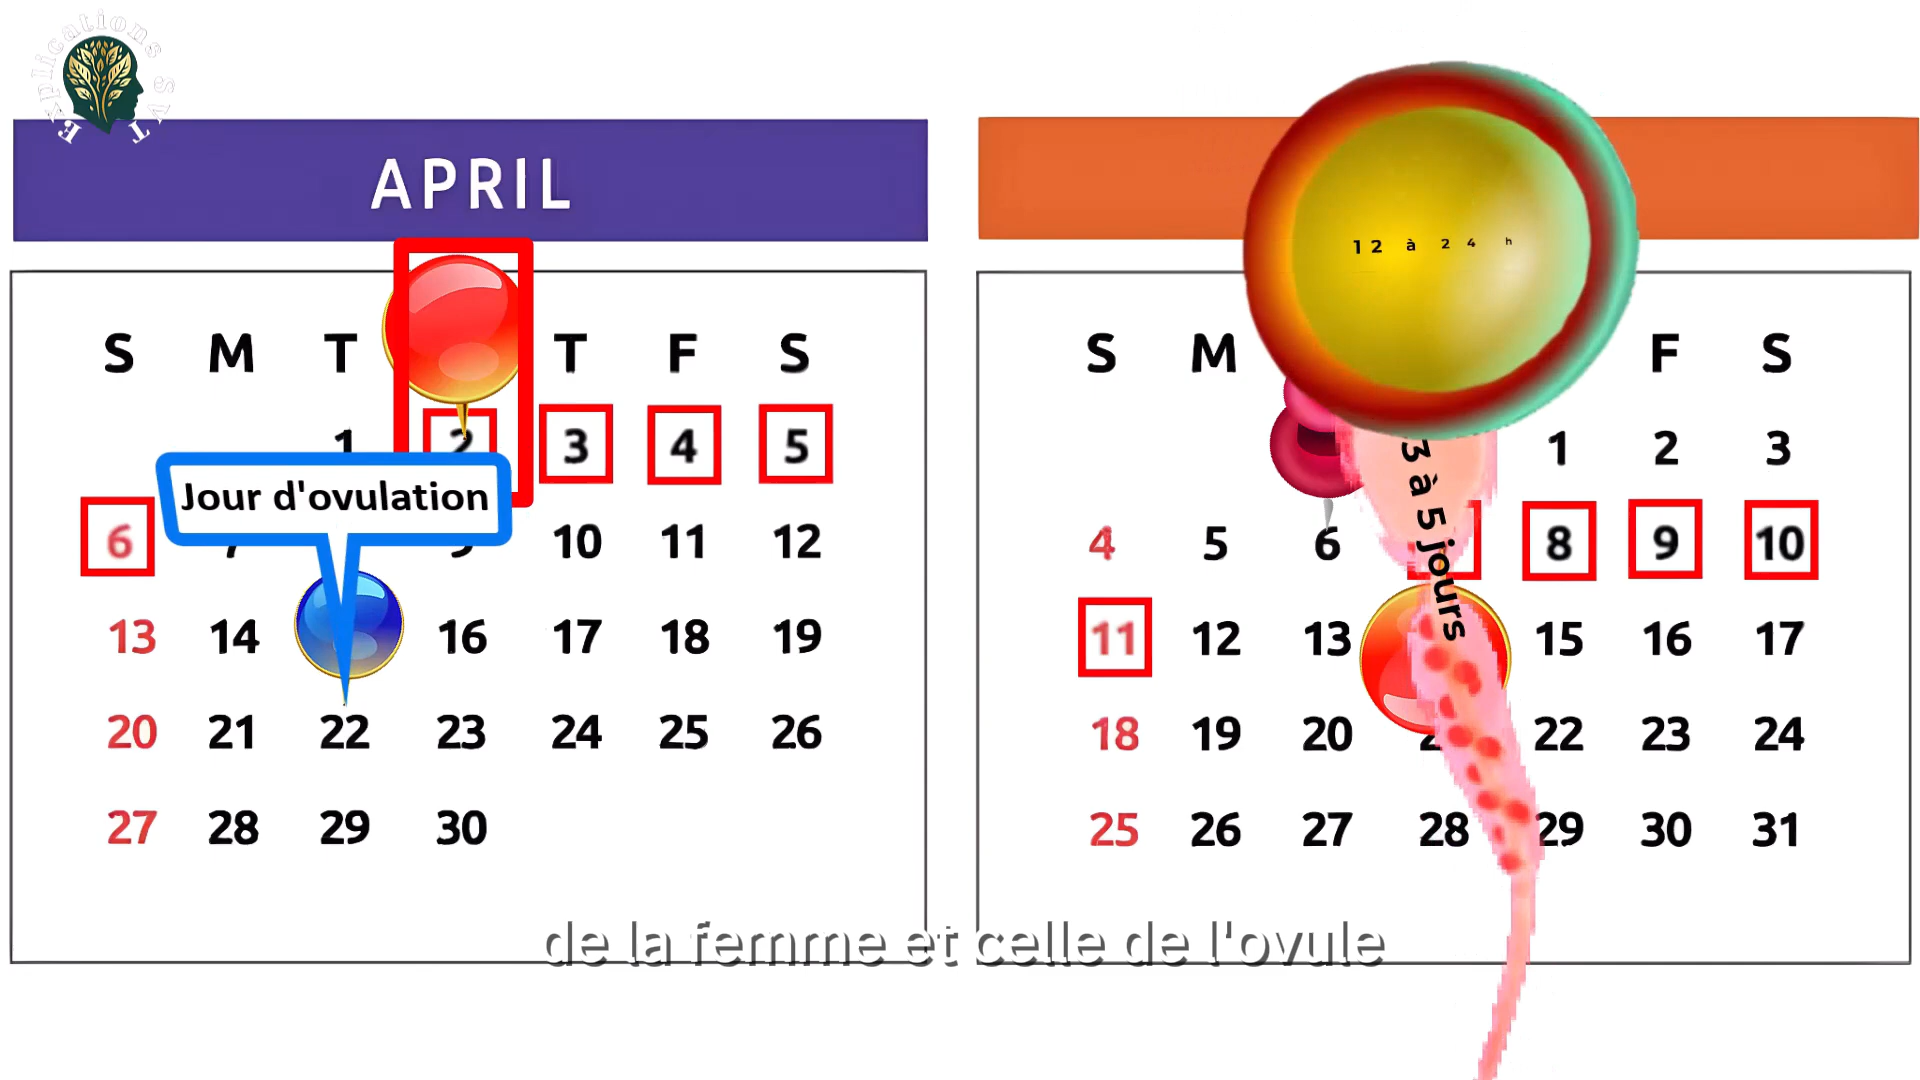 Explications SVT
APRIL
S M T T F S
1 2 3 4 5
Jour d'ovulation
6 10 11 12
13 14 16 17 18 19
20 21 22 23 24 25 26
27 28 29 30
12 à 24 h
S M F S
3 à 5 jours
1 2 3
4 5 6 8 9 10
11 12 13 15 16 17
18 19 20 22 23 24
25 26 27 28 29 30 31
de la femme et celle de l'ovule